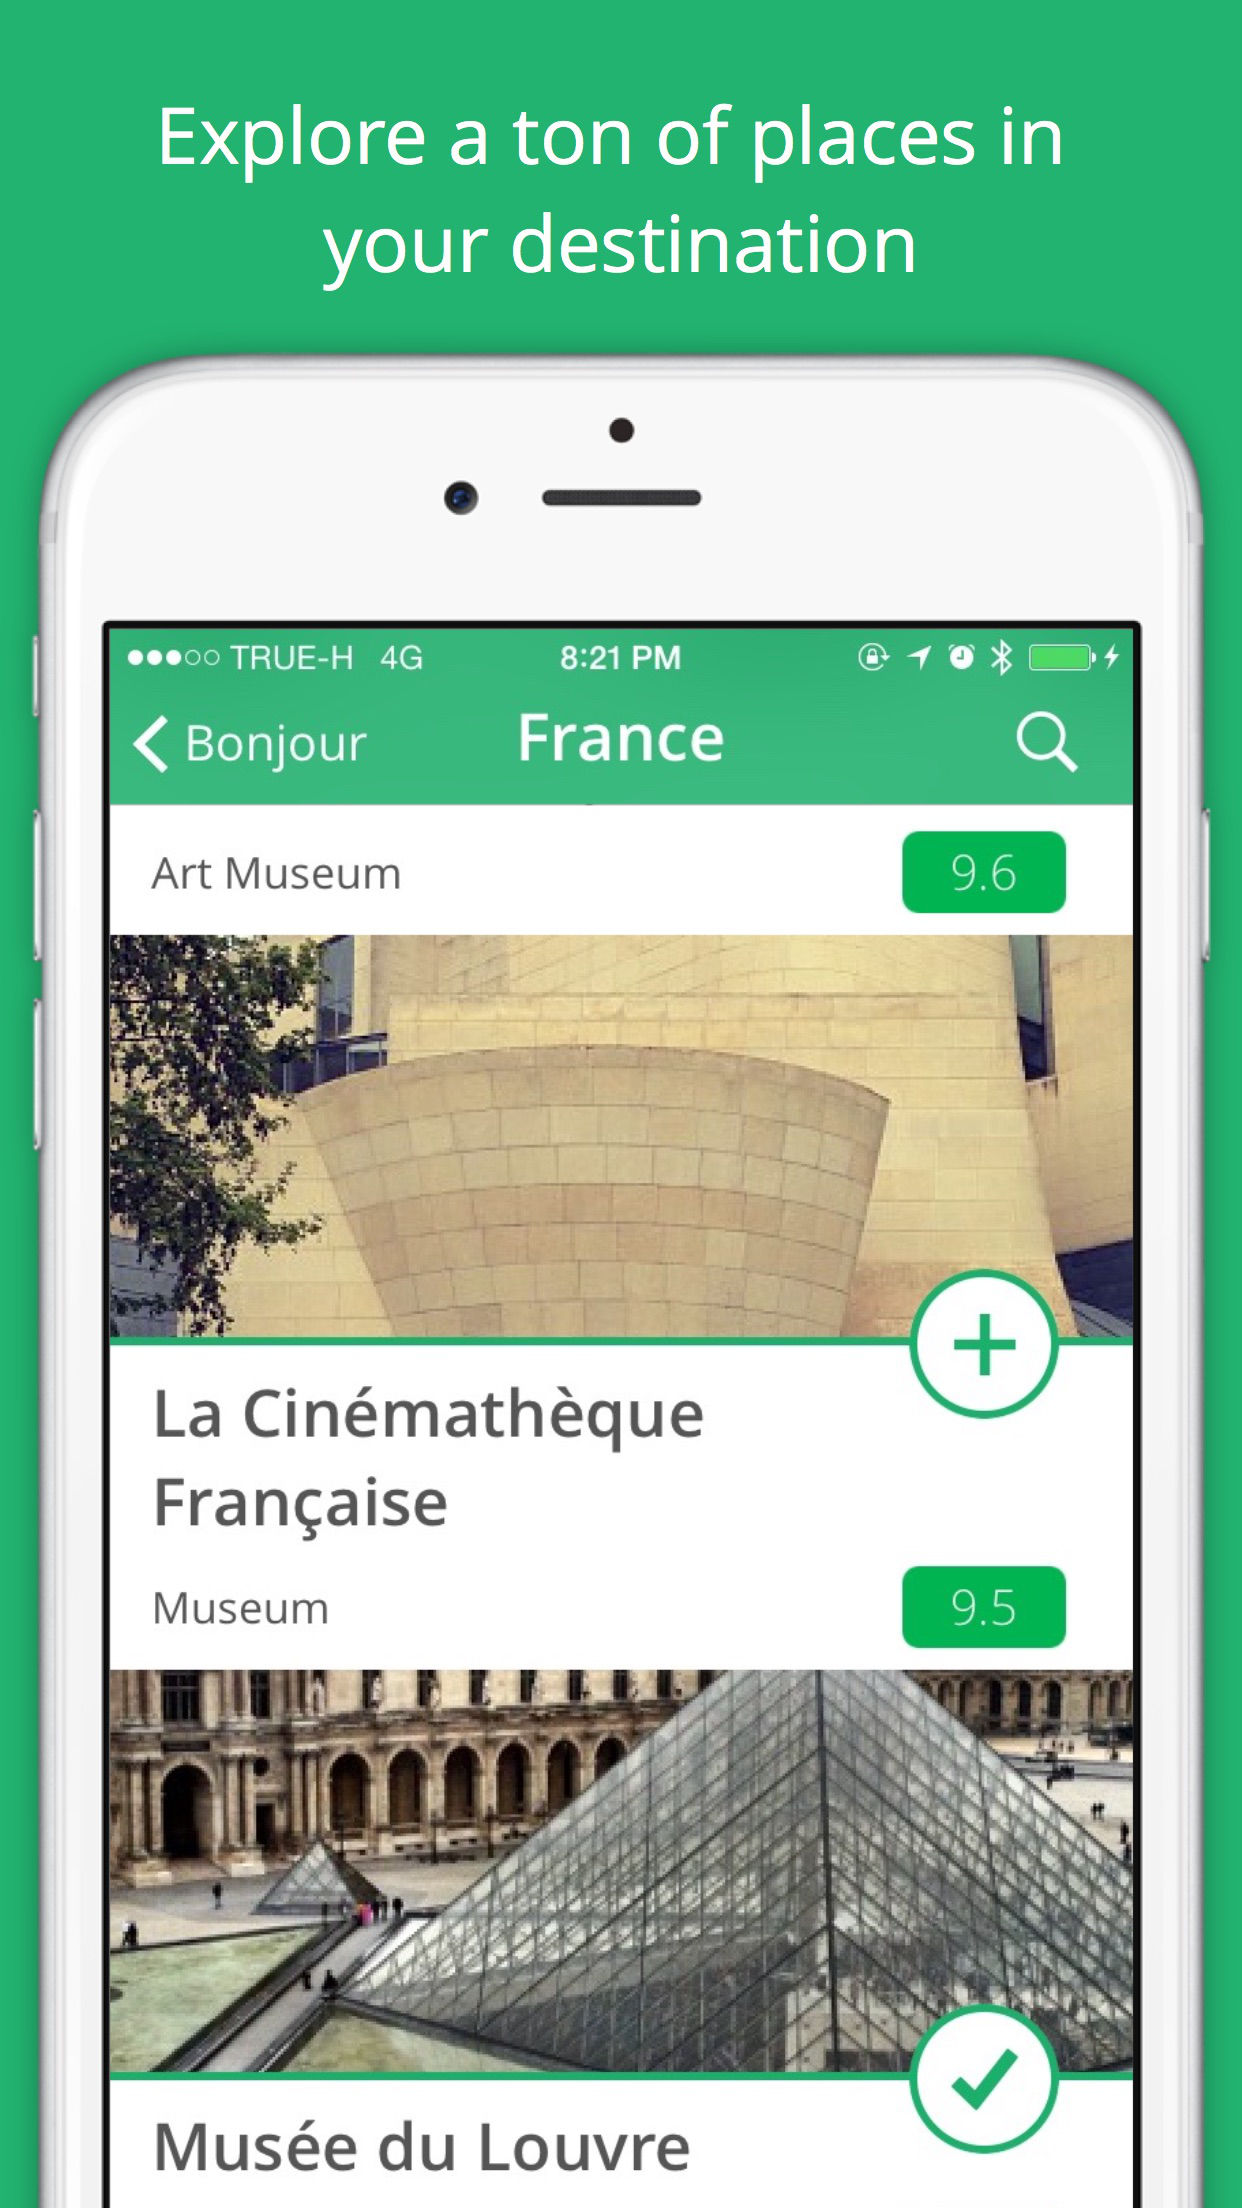 Explore a ton of places in
your destination
TRUE-H 4G 8:21 PM
Bonjour France
Art Museum 9.6
La Cinémathèque
Française
Museum 9.5
Musée du Louvre